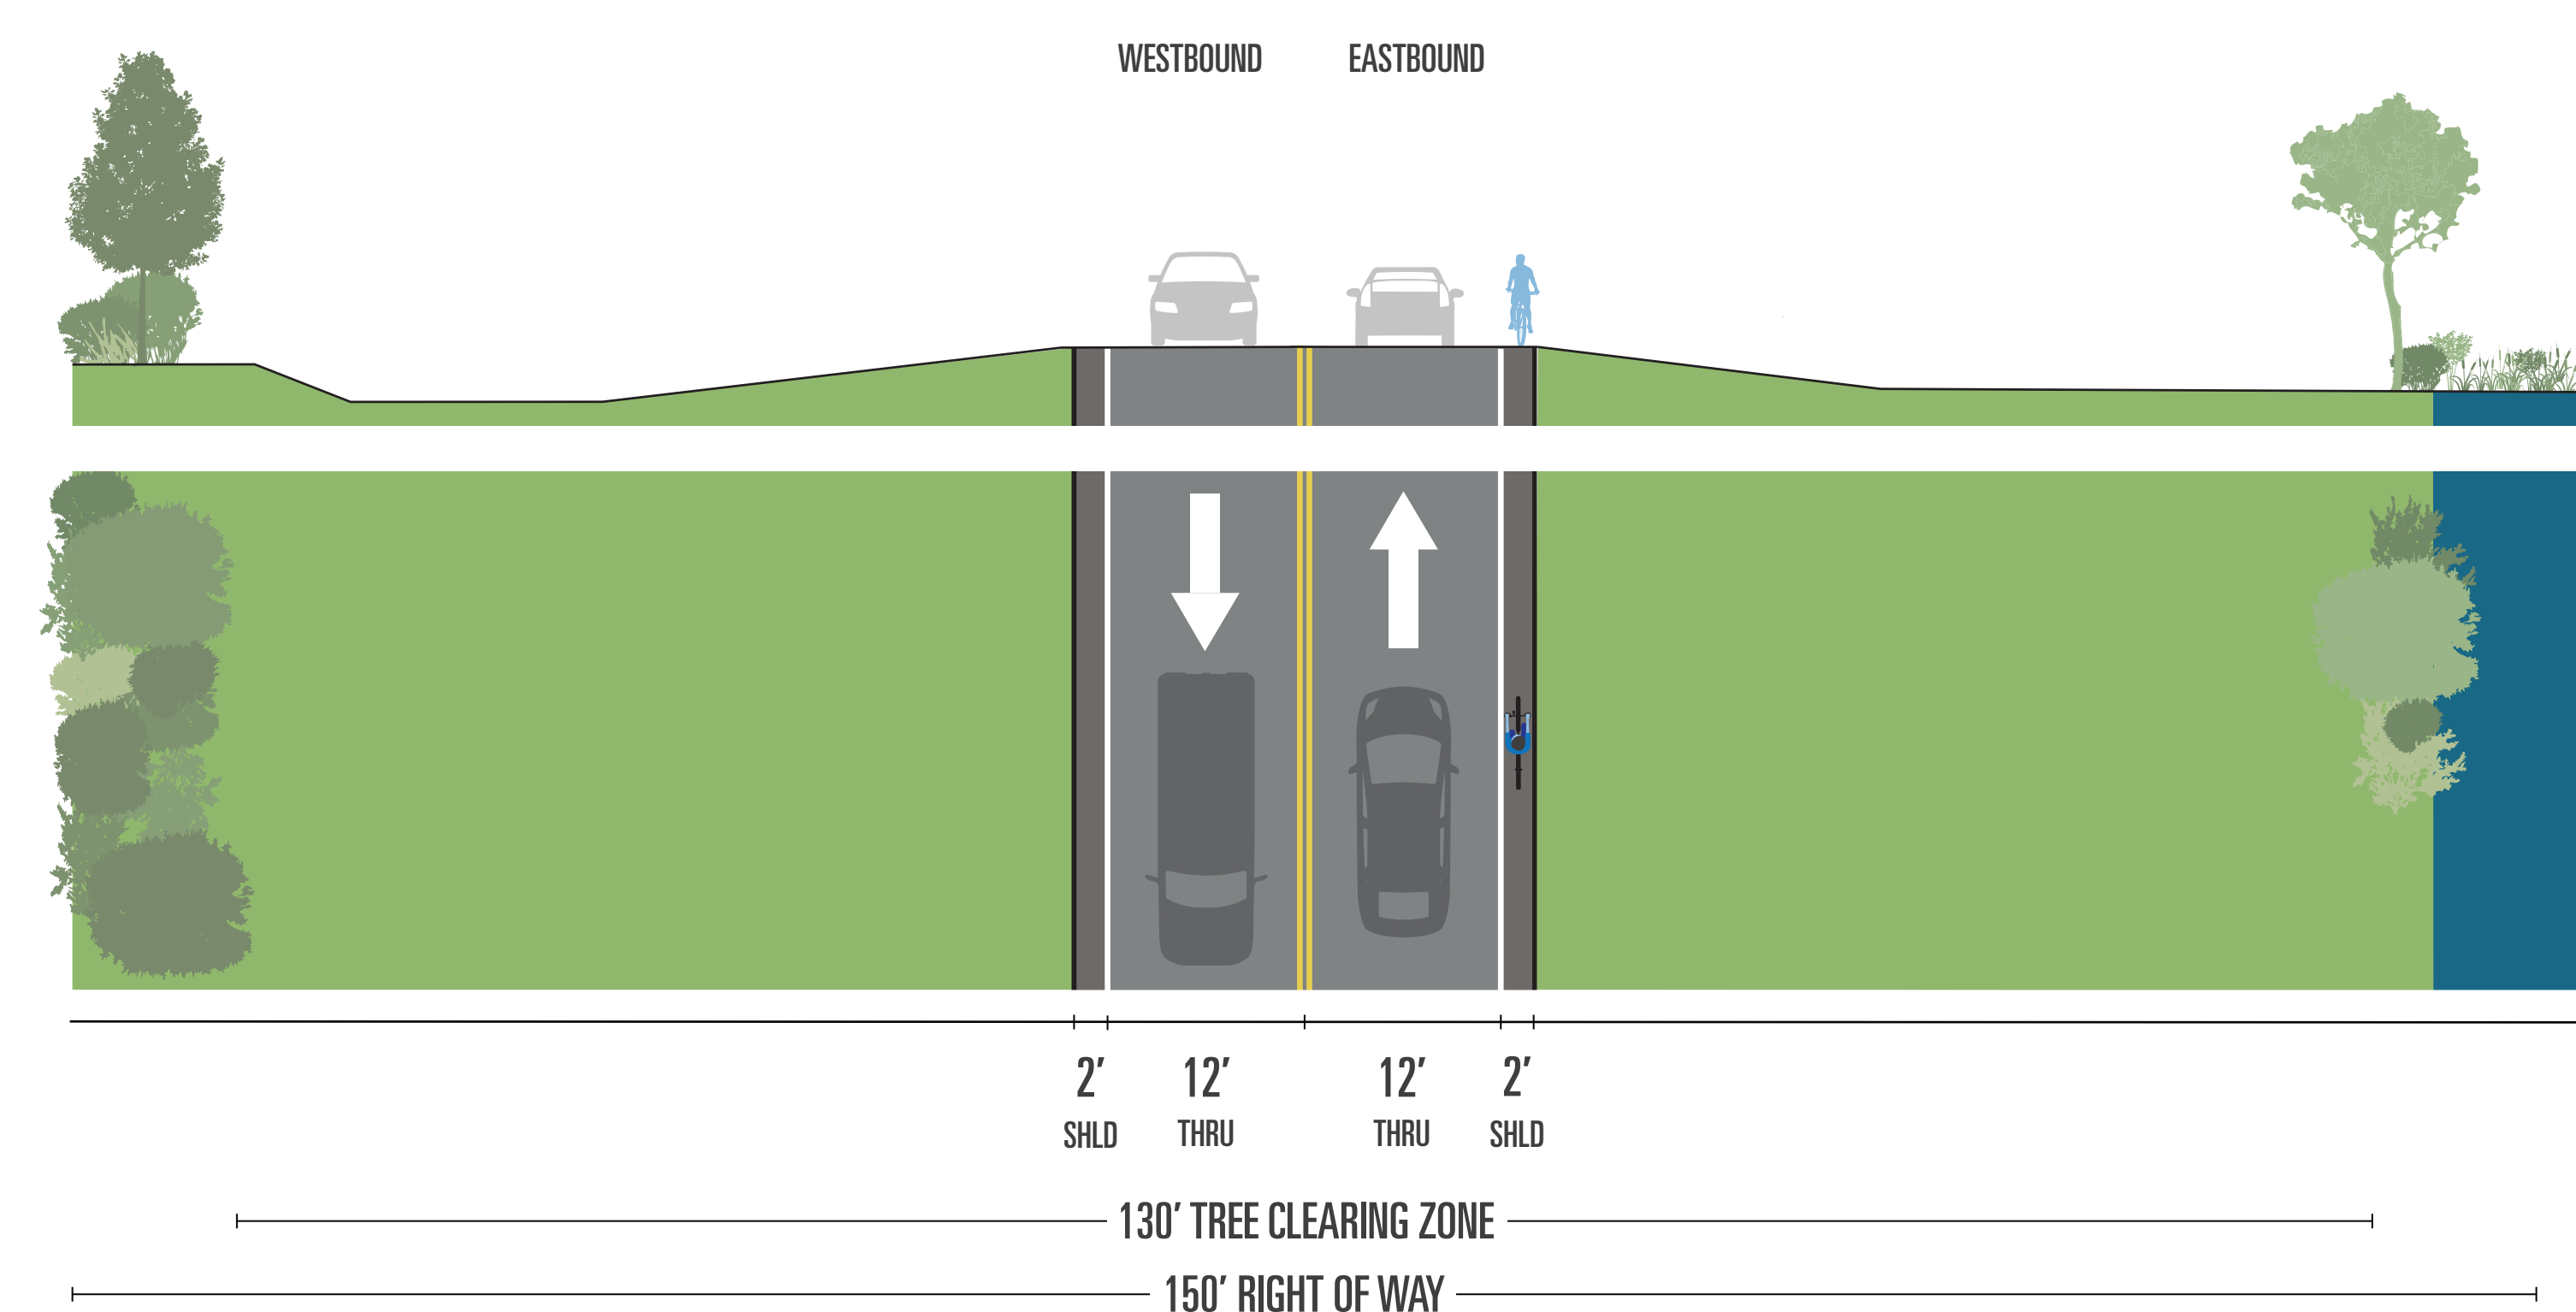 WESTBOUND EASTBOUND
2' 12' 12' 2'
SHLD THRU THRU SHLD
130' TREE CLEARING ZONE
150' RIGHT OF WAY